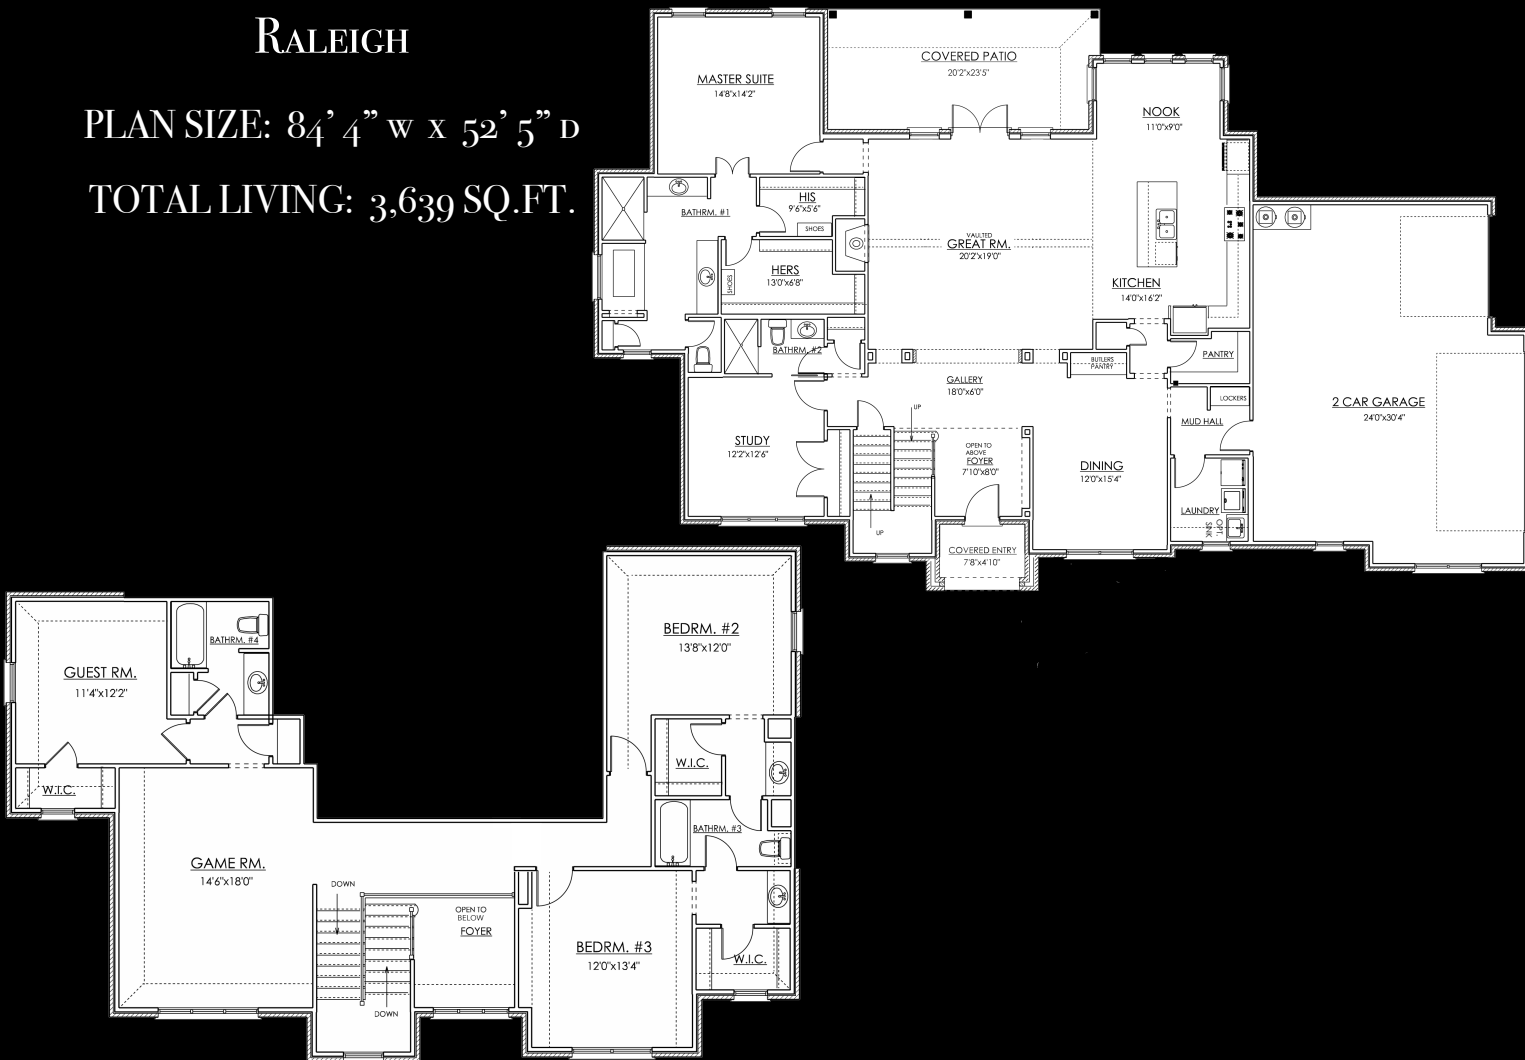 RALEIGH
PLAN SIZE: 84' 4" W X 52' 5" D
TOTAL LIVING: 3,639 SQ.FT.
MASTER SUITE
14'8"x14'2"
COVERED PATIO
20'2"x23'5"
NOOK
11'0"x9'0"
HIS
9'6"x5'6"
SHOES
BATHRM. #1
VAULTED
GREAT RM.
20'2"x19'0"
HERS
13'0"x6'8"
SHOES
KITCHEN
14'0"x16'2"
BATHRM. #2
BUTLERS
PANTRY
PANTRY
GALLERY
18'0"x6'0"
LOCKERS
2 CAR GARAGE
24'0"x30'4"
UP
MUD HALL
STUDY
12'2"x12'6"
OPEN TO
ABOVE
FOYER
7'10"x8'0"
DINING
12'0"x15'4"
LAUNDRY
OPT.
SINK
UP
COVERED ENTRY
7'8"x4'10"
BEDRM. #2
13'8"x12'0"
BATHRM. #4
GUEST RM.
11'4"x12'2"
W.I.C.
W.I.C.
BATHRM. #3
GAME RM.
14'6"x18'0"
DOWN
OPEN TO
BELOW
FOYER
BEDRM. #3
12'0"x13'4"
W.I.C.
DOWN